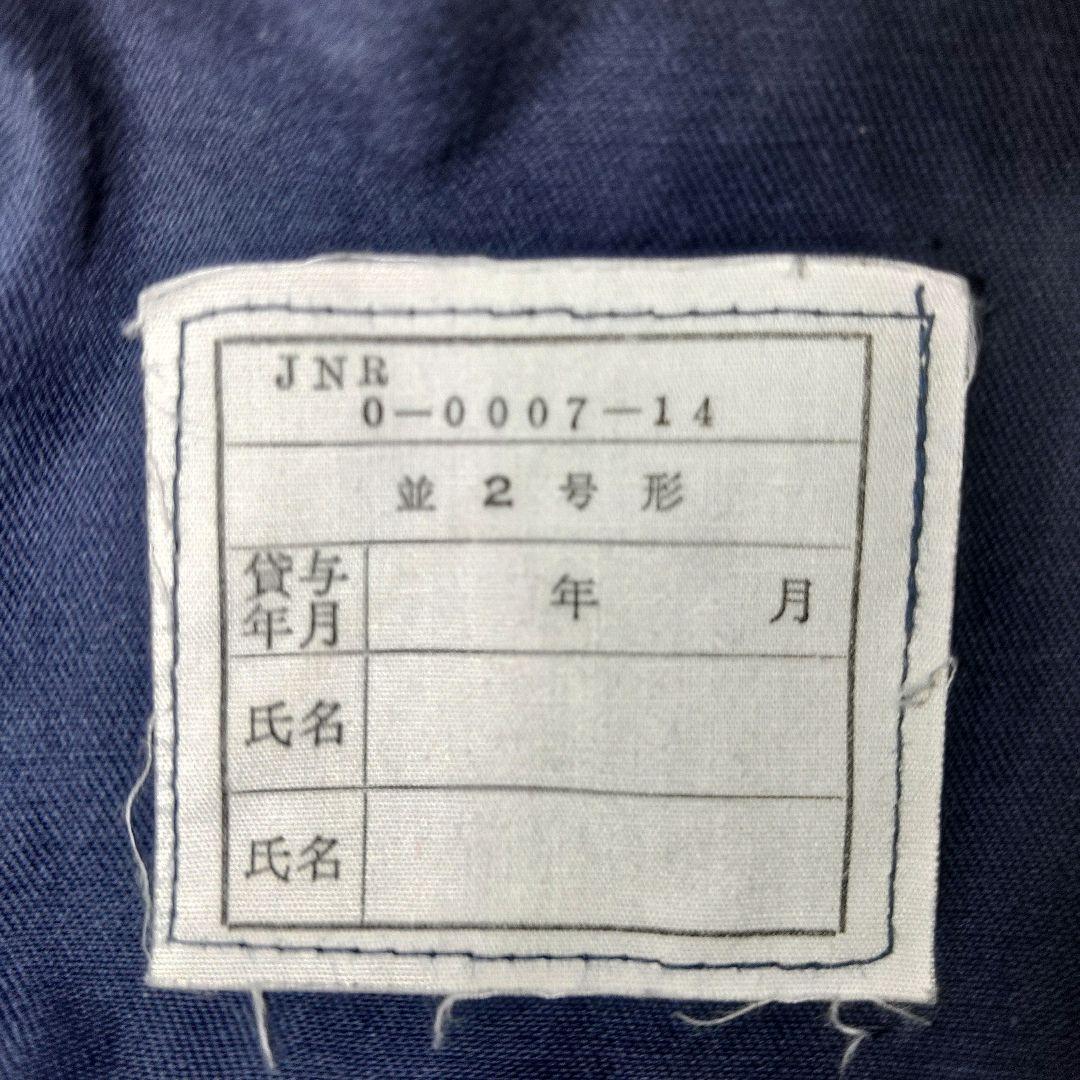 JNR
0-0007-14
並2号形
貸与年月 年 月
氏名
氏名